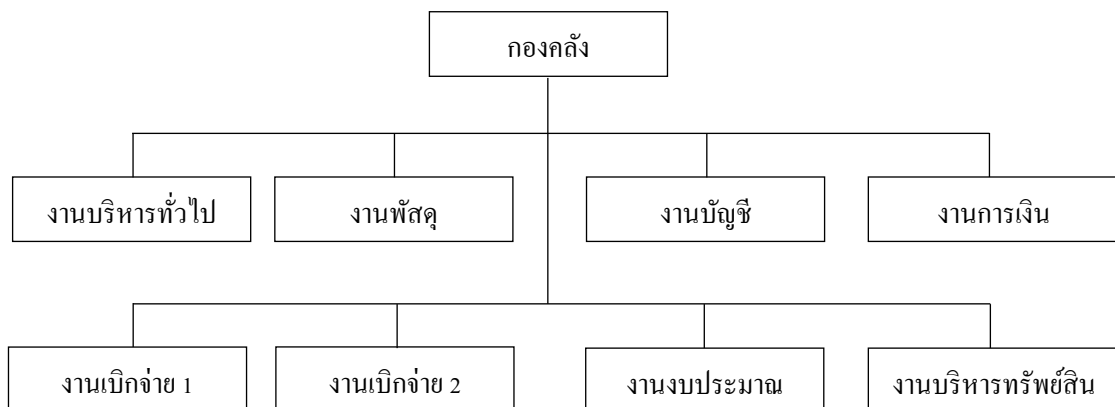 กองคลัง
งานบริหารทั่วไป
งานพัสดุ
งานบัญชี
งานการเงิน
งานเบิกจ่าย 1
งานเบิกจ่าย 2
งานงบประมาณ
งานบริหารทรัพย์สิน